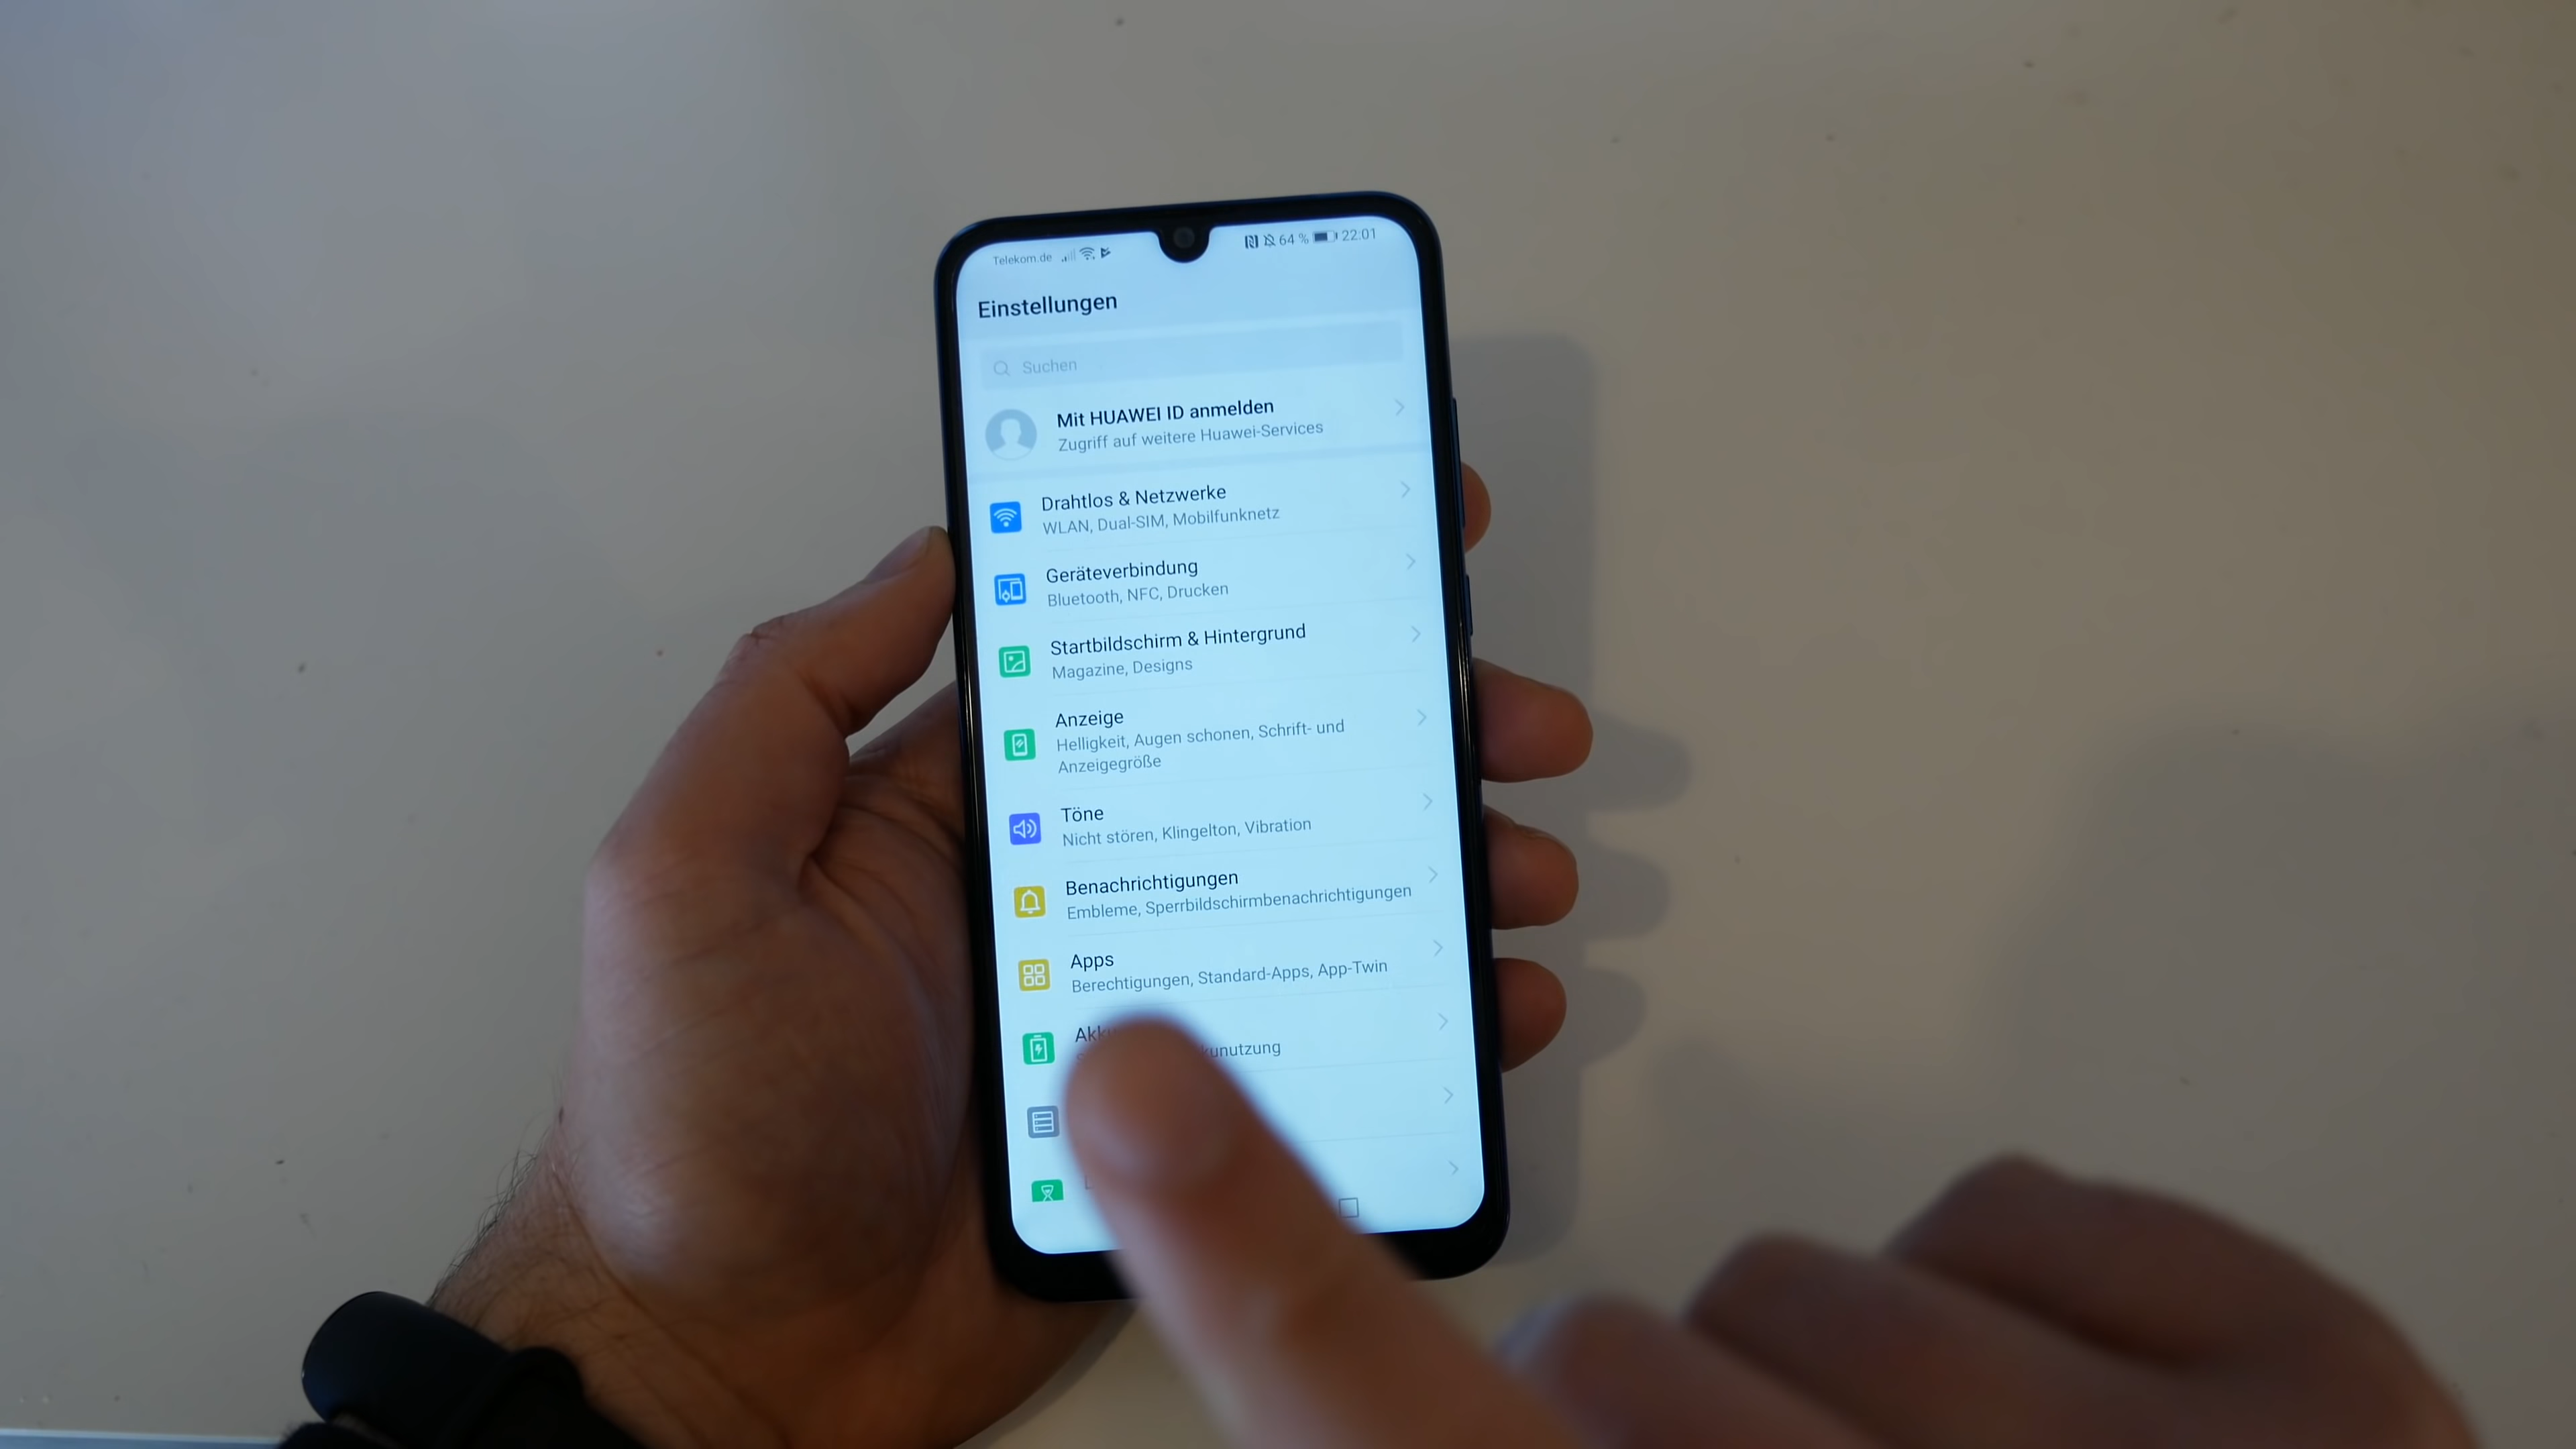 Telekom.de 64 % 22:01
Einstellungen
Suchen
Mit HUAWEI ID anmelden
Zugriff auf weitere Huawei-Services
Drahtlos & Netzwerke
WLAN, Dual-SIM, Mobilfunknetz
Geräteverbindung
Bluetooth, NFC, Drucken
Startbildschirm & Hintergrund
Magazine, Designs
Anzeige
Helligkeit, Augen schonen, Schrift- und
Anzeigegröße
Töne
Nicht stören, Klingelton, Vibration
Benachrichtigungen
Embleme, Sperrbildschirmbenachrichtigungen
Apps
Berechtigungen, Standard-Apps, App-Twin